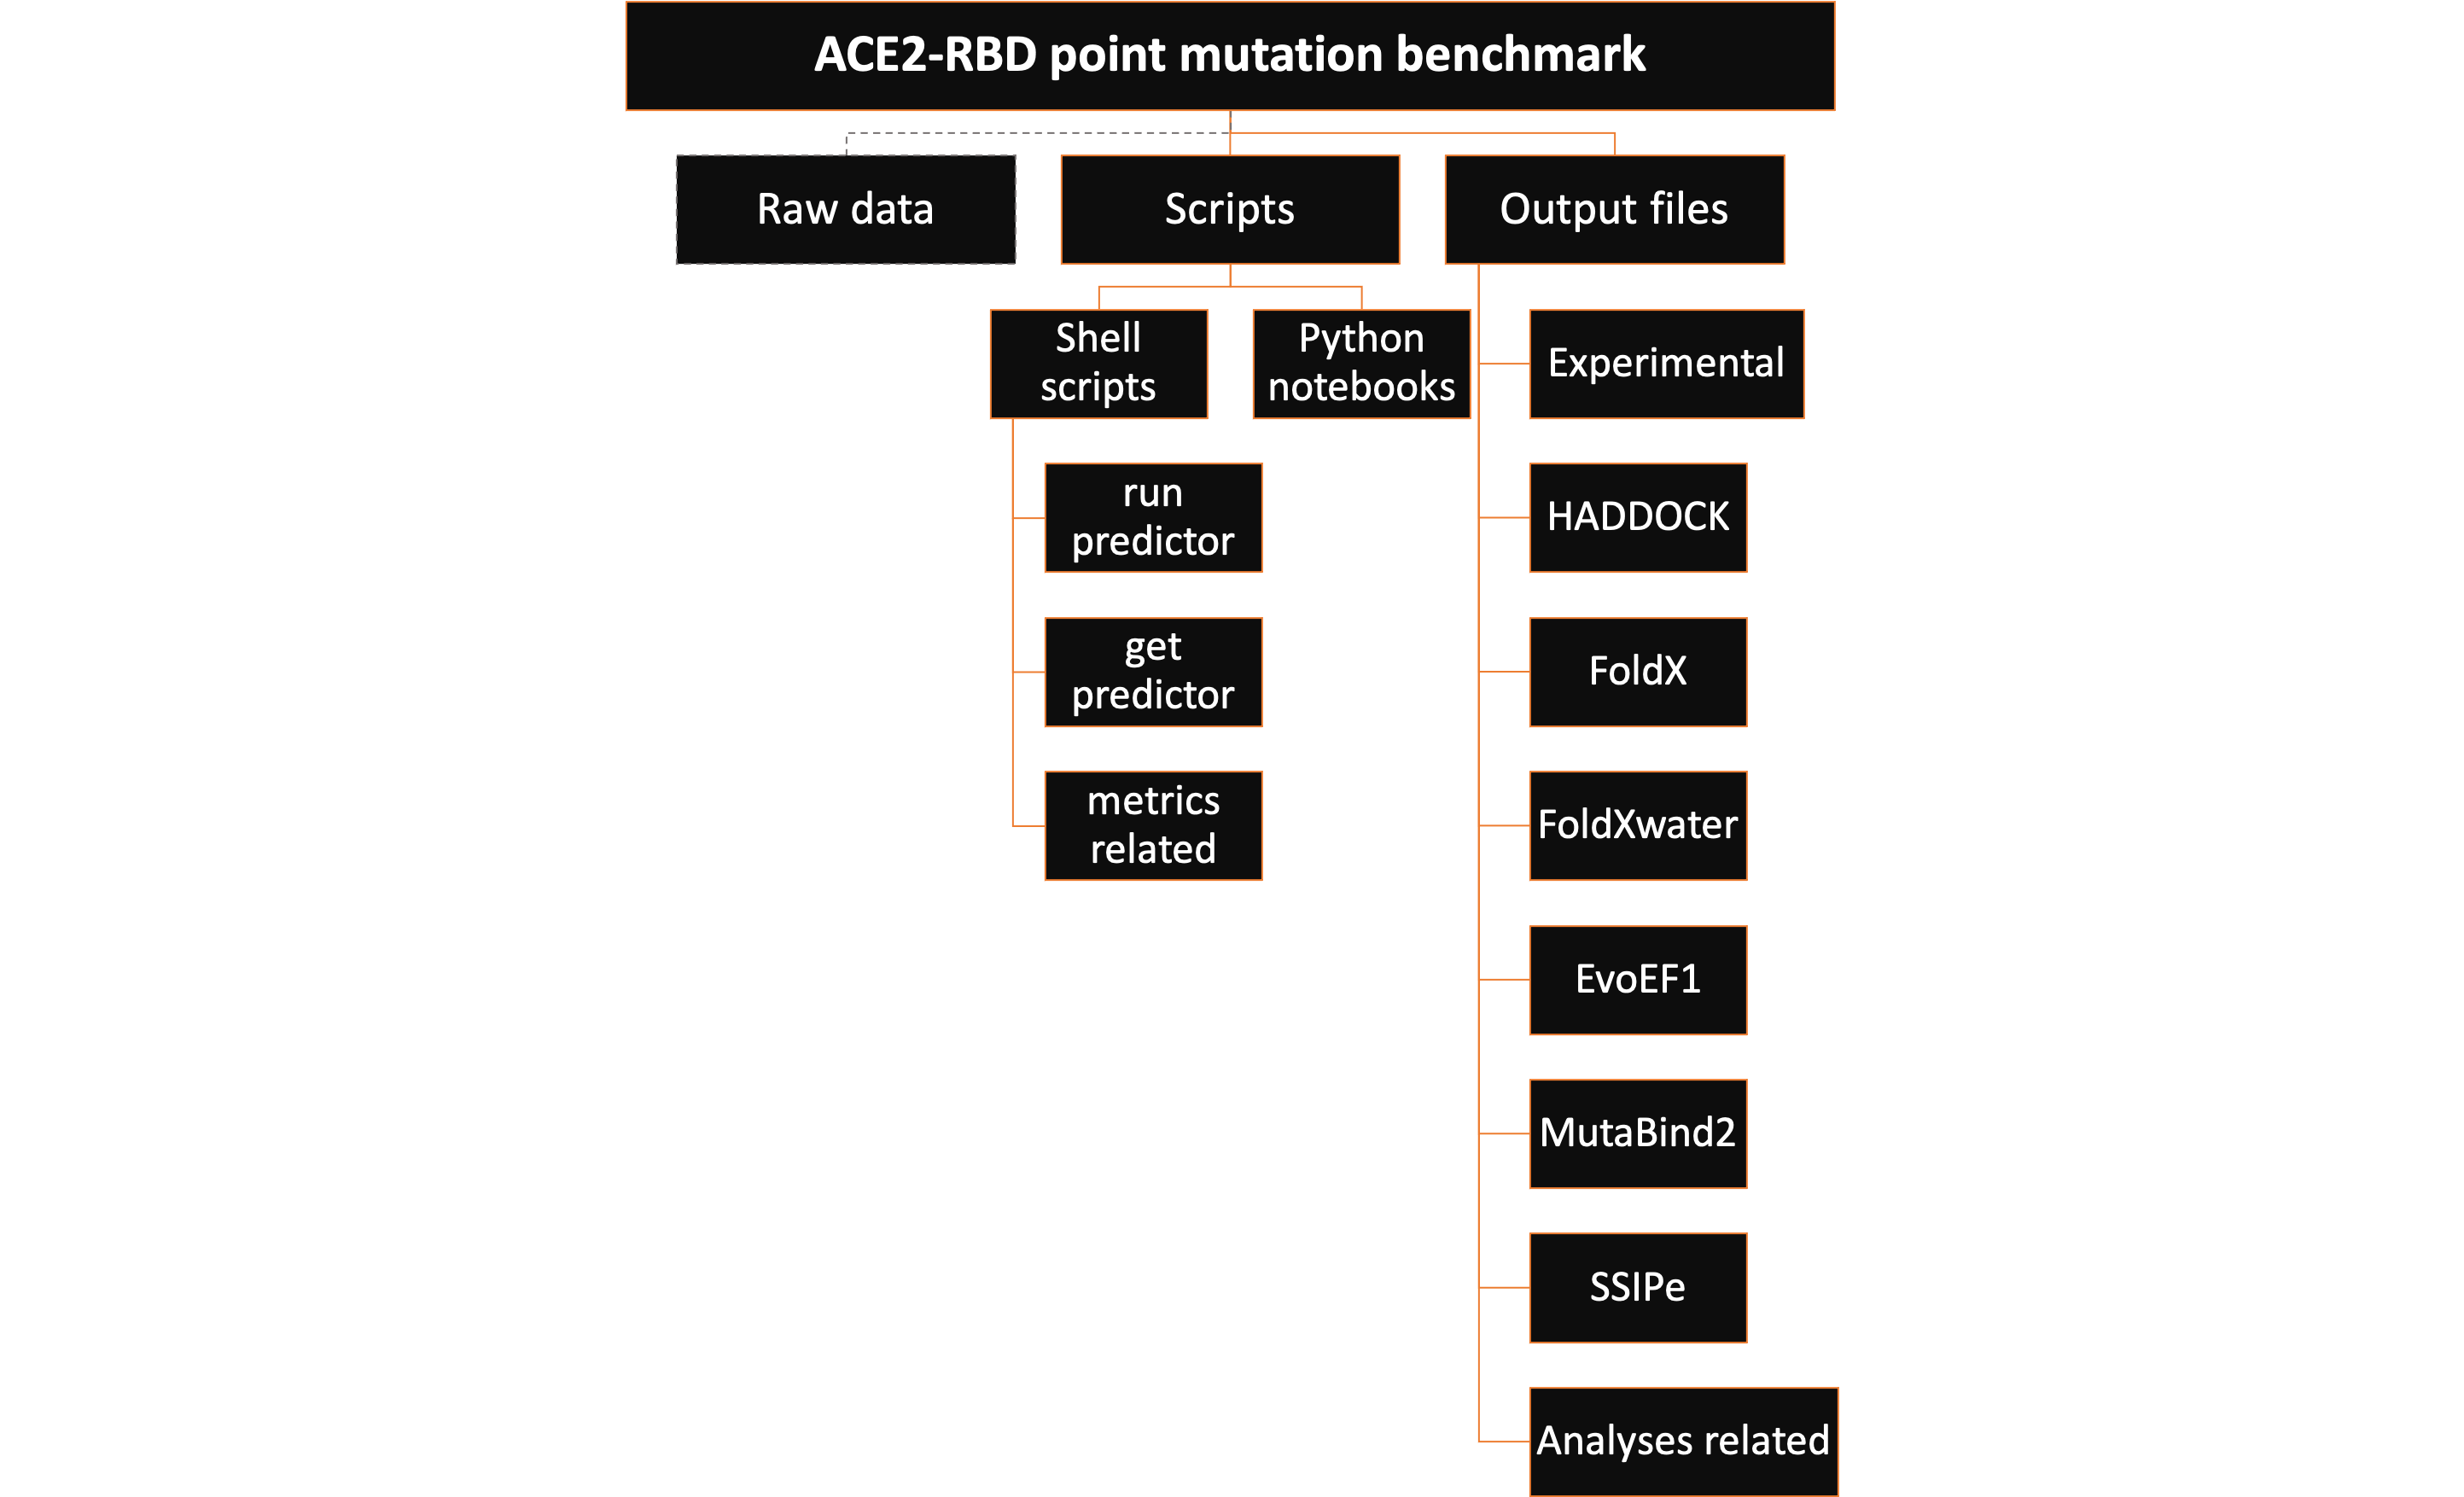 ACE2-RBD point mutation benchmark
Raw data
Scripts
Output files
Shell
scripts
Python
notebooks
run
predictor
get
predictor
metrics
related
Experimental
HADDOCK
FoldX
FoldXwater
EvoEF1
MutaBind2
SSIPe
Analyses related